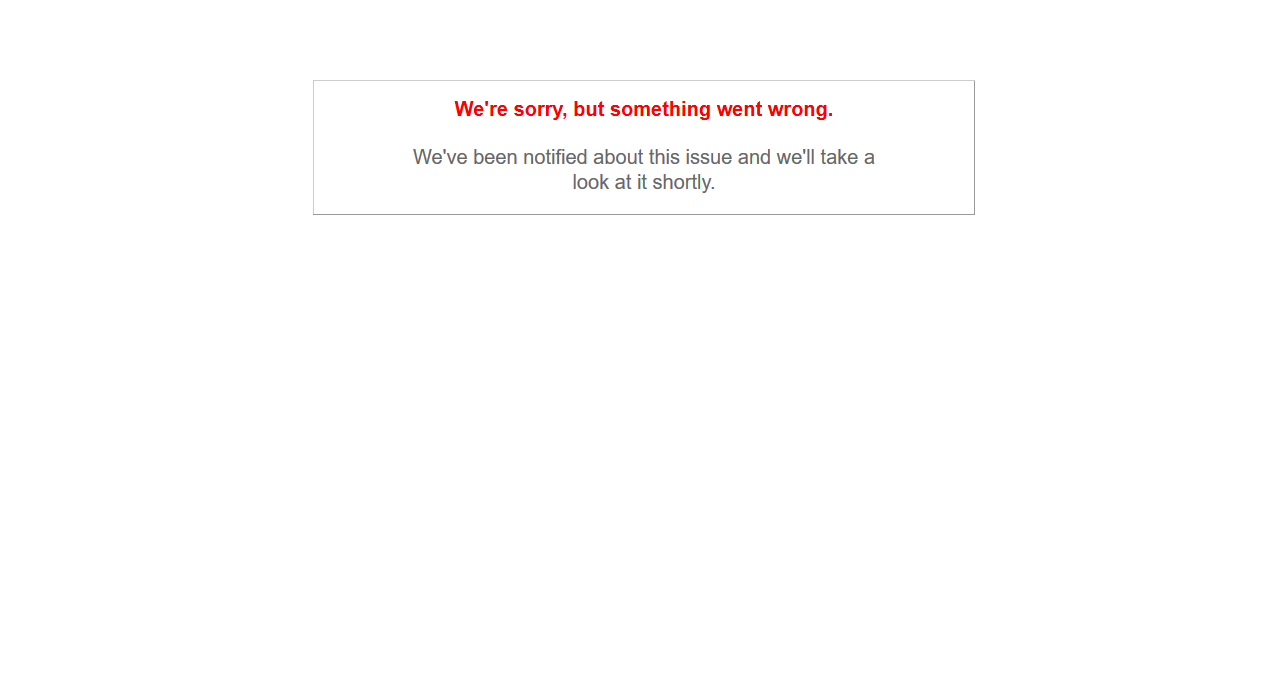 We're sorry, but something went wrong.
We've been notified about this issue and we'll take a
look at it shortly.